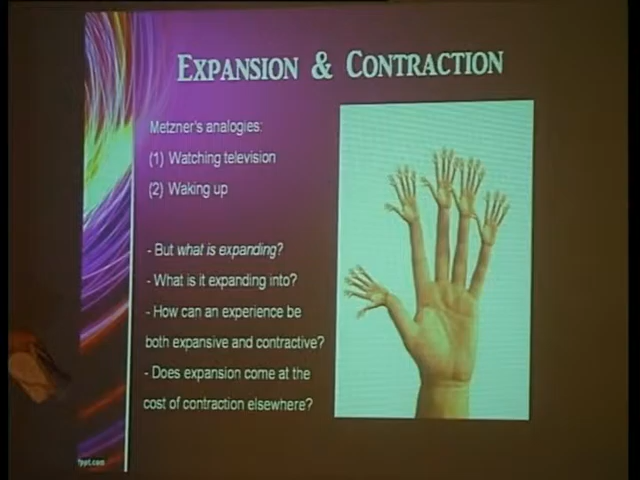 EXPANSION & CONTRACTION
Metzner's analogies:
(1) Watching television
(2) Waking up
- But what is expanding?
- What is it expanding into?
- How can an experience be
both expansive and contractive?
- Does expansion come at the
cost of contraction elsewhere?
fppt.com